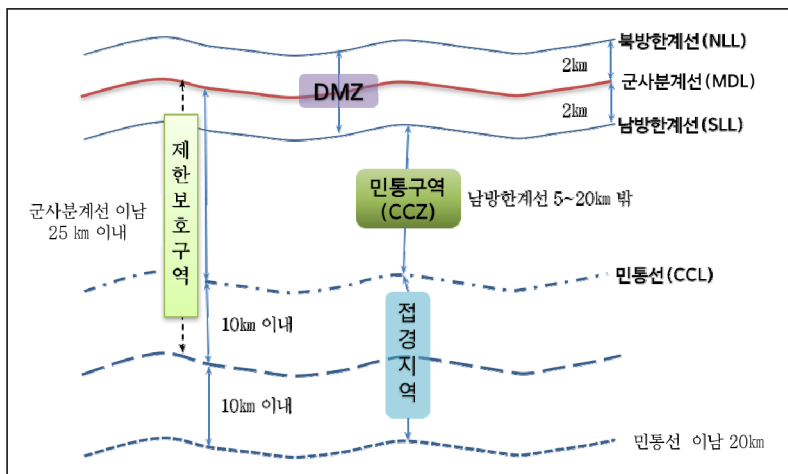 북방한계선(NLL)
2㎞
군사분계선(MDL)
DMZ
2㎞
남방한계선(SLL)
제한보호구역
민통구역
(CCZ)
남방한계선 5~20㎞ 밖
군사분계선 이남
25 ㎞ 이내
민통선(CCL)
10㎞ 이내
접경지역
10㎞ 이내
민통선 이남 20㎞